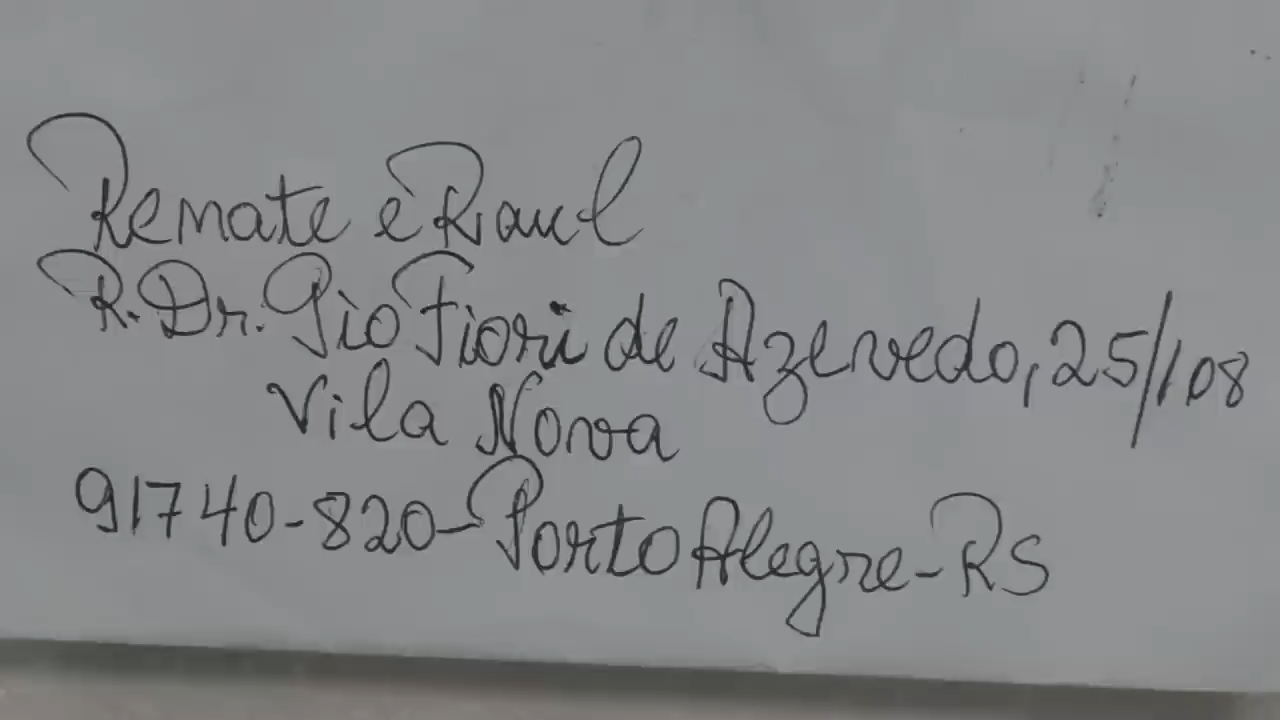 Renate e Raul
R. Dr. Gio Fiori de Azevedo, 25/108
Vila Nova
91740-820-Porto Alegre-RS